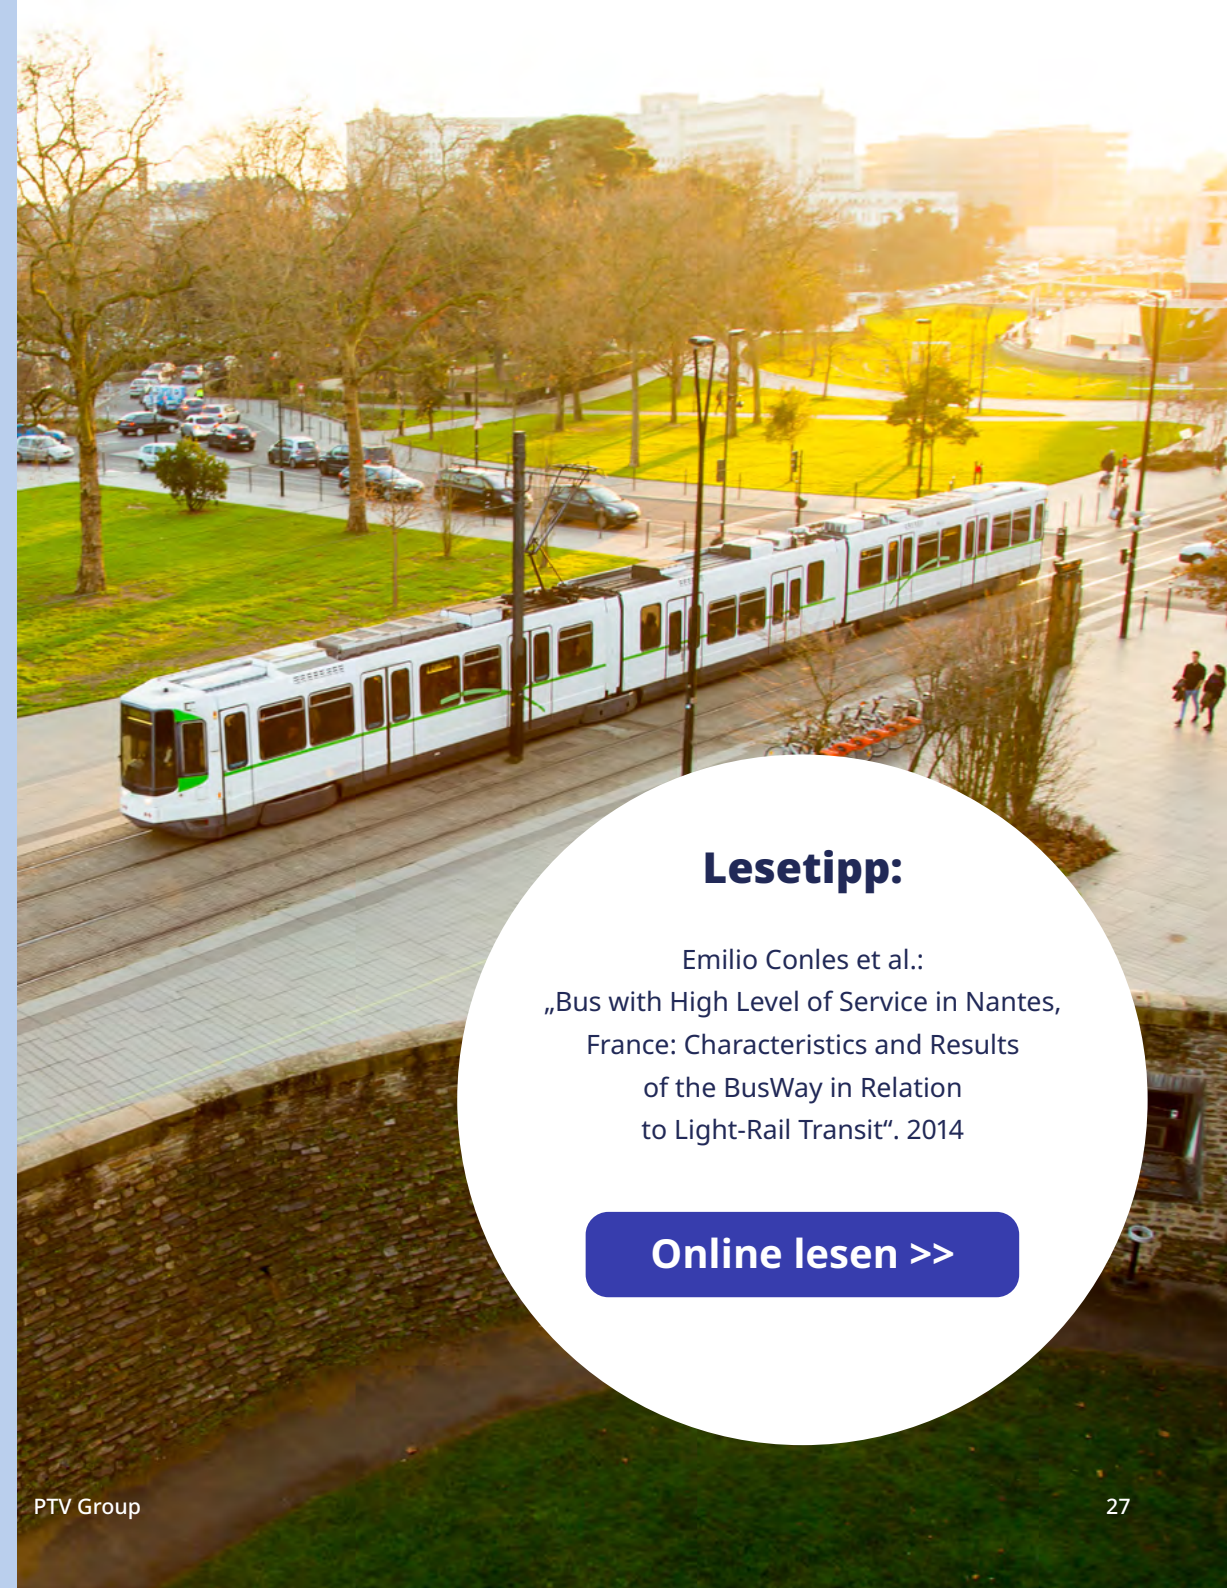 Lesetipp:
Emilio Conles et al.:
„Bus with High Level of Service in Nantes,
France: Characteristics and Results
of the BusWay in Relation
to Light-Rail Transit“. 2014
Online lesen >>
PTV Group
27